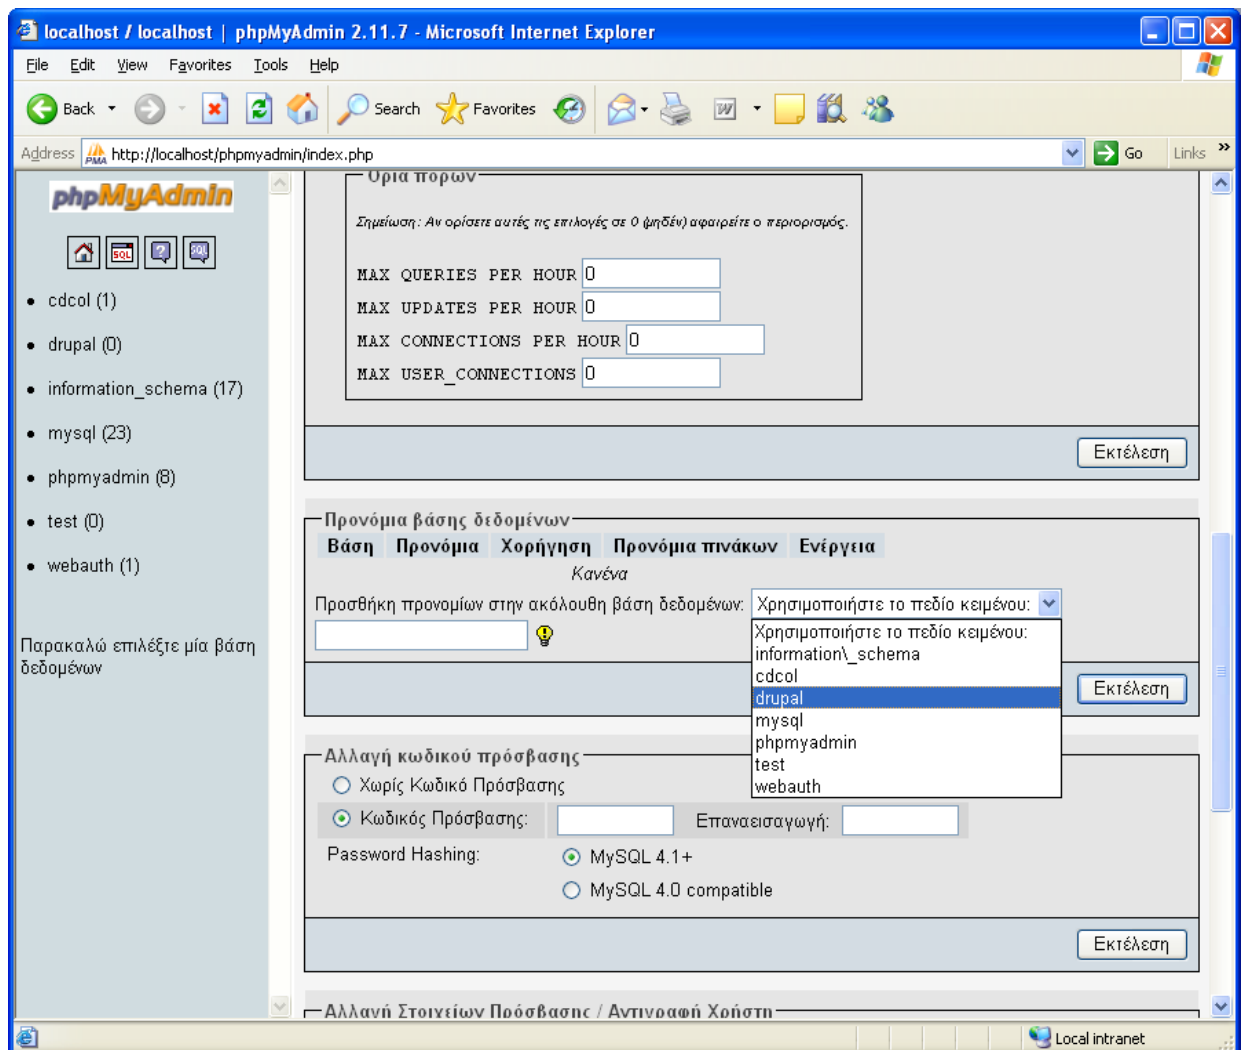 localhost / localhost | phpMyAdmin 2.11.7 - Microsoft Internet Explorer
File Edit View Favorites Tools Help
Back Search Favorites
Address PMA http://localhost/phpmyadmin/index.php Go Links »
phpMyAdmin
SQL ? SQL
cdcol (1)
drupal (0)
information_schema (17)
mysql (23)
phpmyadmin (8)
test (0)
webauth (1)
Παρακαλώ επιλέξτε μία βάση
δεδομένων
Όρια πόρων
Σημείωση: Αν ορίσετε αυτές τις επιλογές σε 0 (μηδέν) αφαιρείτε ο περιορισμός.
MAX QUERIES PER HOUR 0
MAX UPDATES PER HOUR 0
MAX CONNECTIONS PER HOUR 0
MAX USER_CONNECTIONS 0
Εκτέλεση
Προνόμια βάσης δεδομένων
Βάση Προνόμια Χορήγηση Προνόμια πινάκων Ενέργεια
Κανένα
Προσθήκη προνομίων στην ακόλουθη βάση δεδομένων: Χρησιμοποιήστε το πεδίο κειμένου:
Χρησιμοποιήστε το πεδίο κειμένου:
information\_schema
cdcol
drupal
mysql
phpmyadmin
test
webauth
Εκτέλεση
Αλλαγή κωδικού πρόσβασης
Χωρίς Κωδικό Πρόσβασης
Κωδικός Πρόσβασης: Επαναεισαγωγή:
Password Hashing: MySQL 4.1+
MySQL 4.0 compatible
Εκτέλεση
Αλλαγή Στοιχείων Πρόσβασης / Αντιγραφή Χρήστη
Local intranet